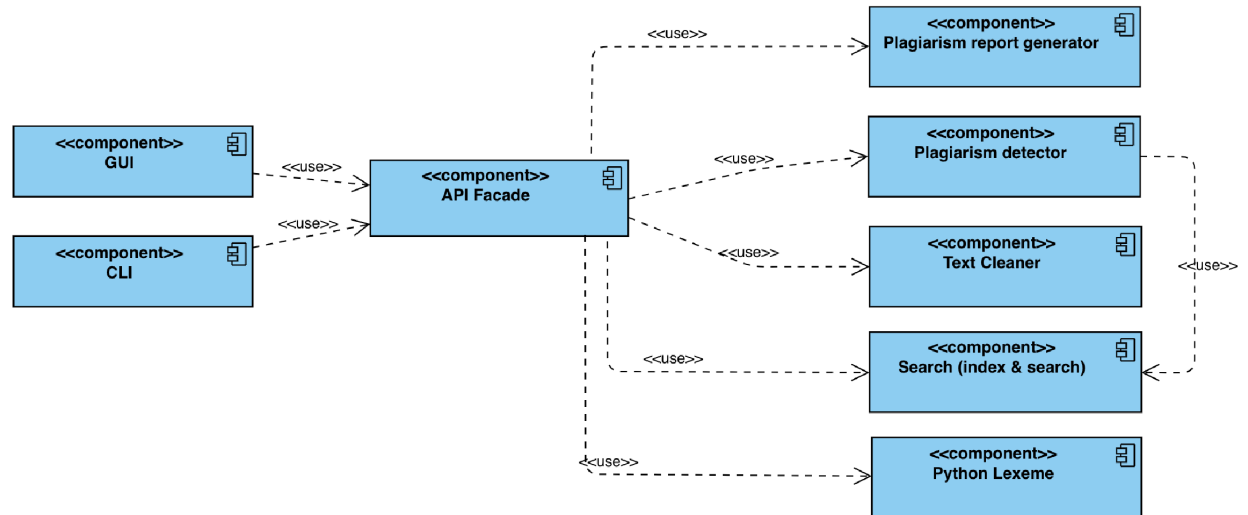 <<component>>
GUI
<<component>>
CLI
<<use>>
<<use>>
<<component>>
API Facade
<<use>>
<<use>>
<<use>>
<<use>>
<<use>>
<<component>>
Plagiarism report generator
<<component>>
Plagiarism detector
<<component>>
Text Cleaner
<<component>>
Search (index & search)
<<component>>
Python Lexeme
<<use>>